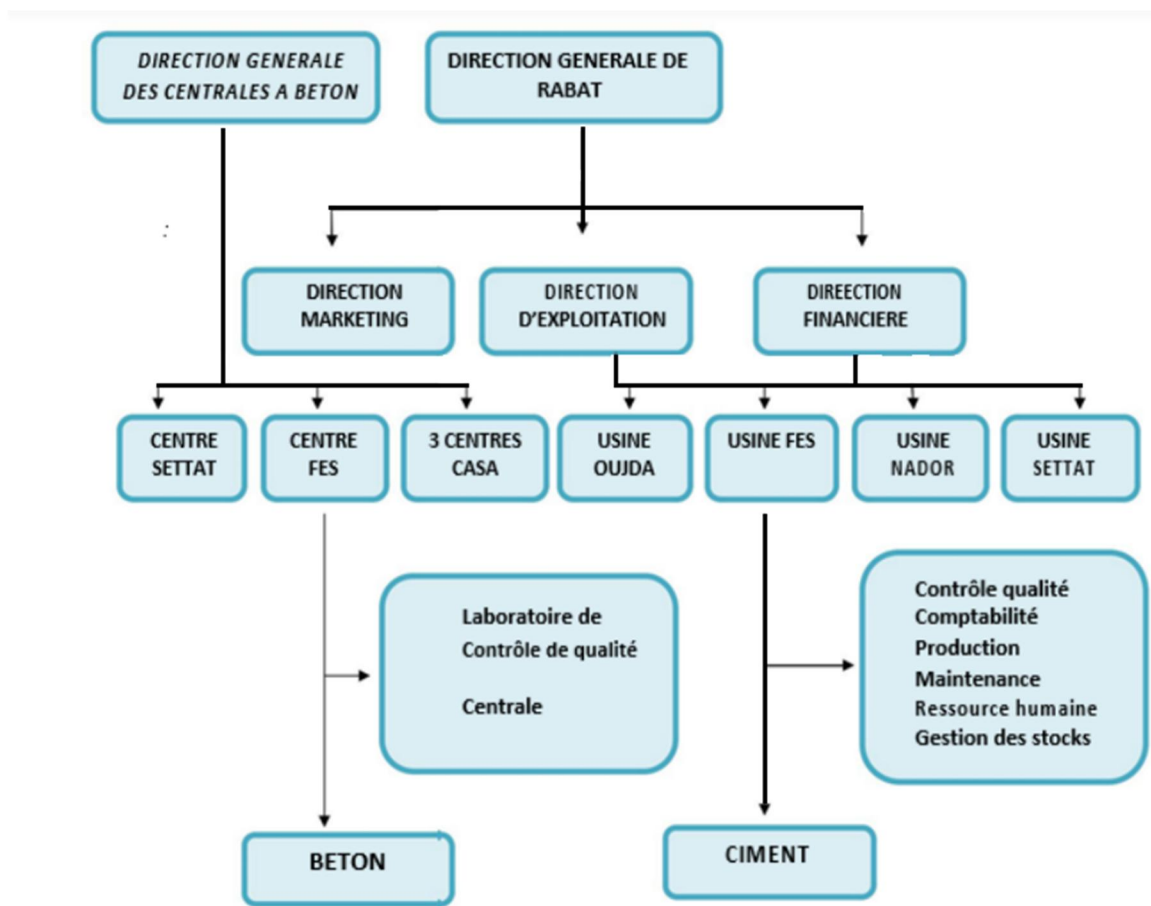 DIRECTION GENERALE
DES CENTRALES A BETON
DIRECTION GENERALE DE
RABAT
:
DIRECTION
MARKETING
DIRECTION
D'EXPLOITATION
DIREECTION
FINANCIERE
CENTRE
SETTAT
CENTRE
FES
3 CENTRES
CASA
USINE
OUJDA
USINE FES
USINE
NADOR
USINE
SETTAT
Laboratoire de
Contrôle de qualité
Centrale
Contrôle qualité
Comptabilité
Production
Maintenance
Ressource humaine
Gestion des stocks
BETON
CIMENT